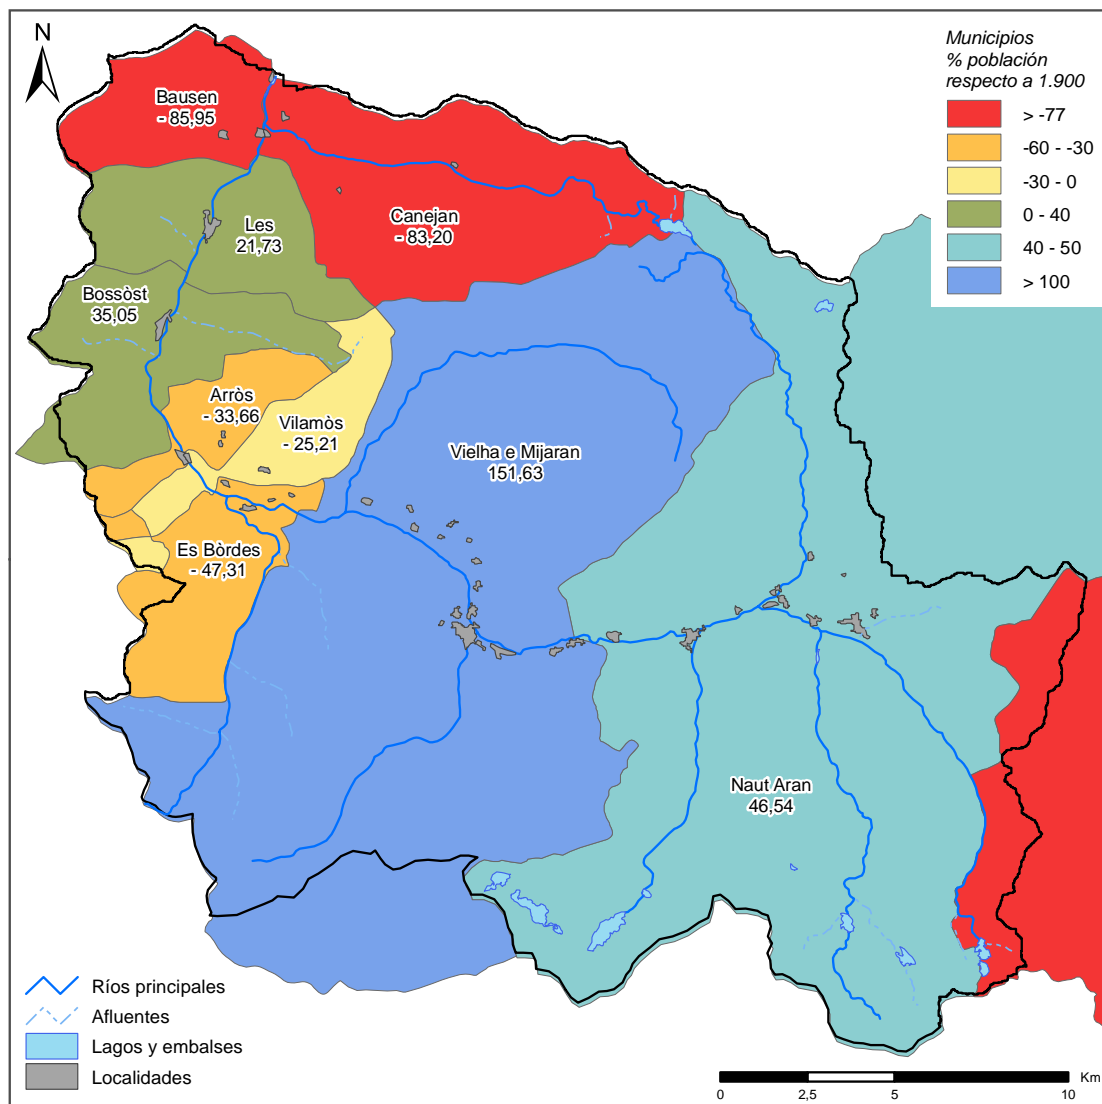 N
Municipios
% población
respecto a 1.900
> -77
-60 - -30
-30 - 0
0 - 40
40 - 50
> 100
Bausen
- 85,95
Canejan
- 83,20
Les
21,73
Bossòst
35,05
Arròs
- 33,66
Vilamòs
- 25,21
Vielha e Mijaran
151,63
Es Bòrdes
- 47,31
Naut Aran
46,54
Ríos principales
Afluentes
Lagos y embalses
Localidades
Km
0 2,5 5 10